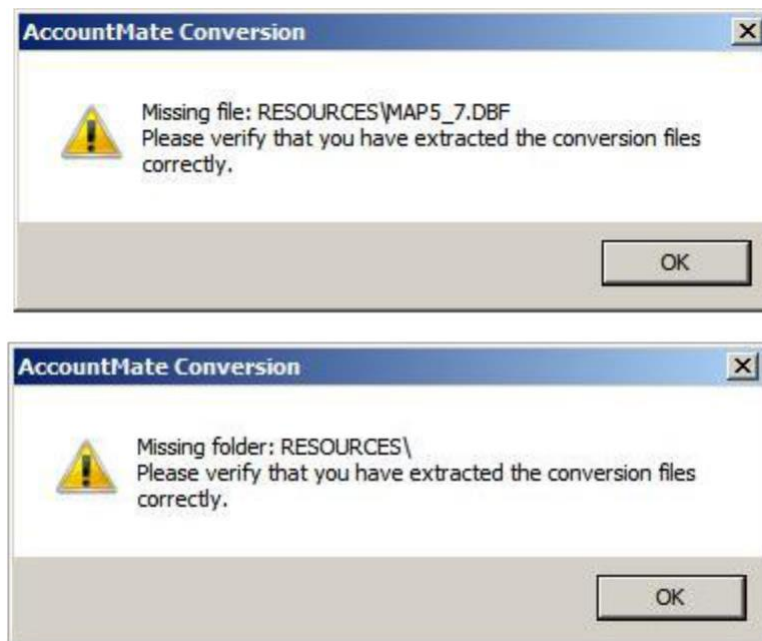 AccountMate Conversion
Missing file: RESOURCES\MAP5_7.DBF
Please verify that you have extracted the conversion files
correctly.
OK
AccountMate Conversion
Missing folder: RESOURCES\
Please verify that you have extracted the conversion files
correctly.
OK